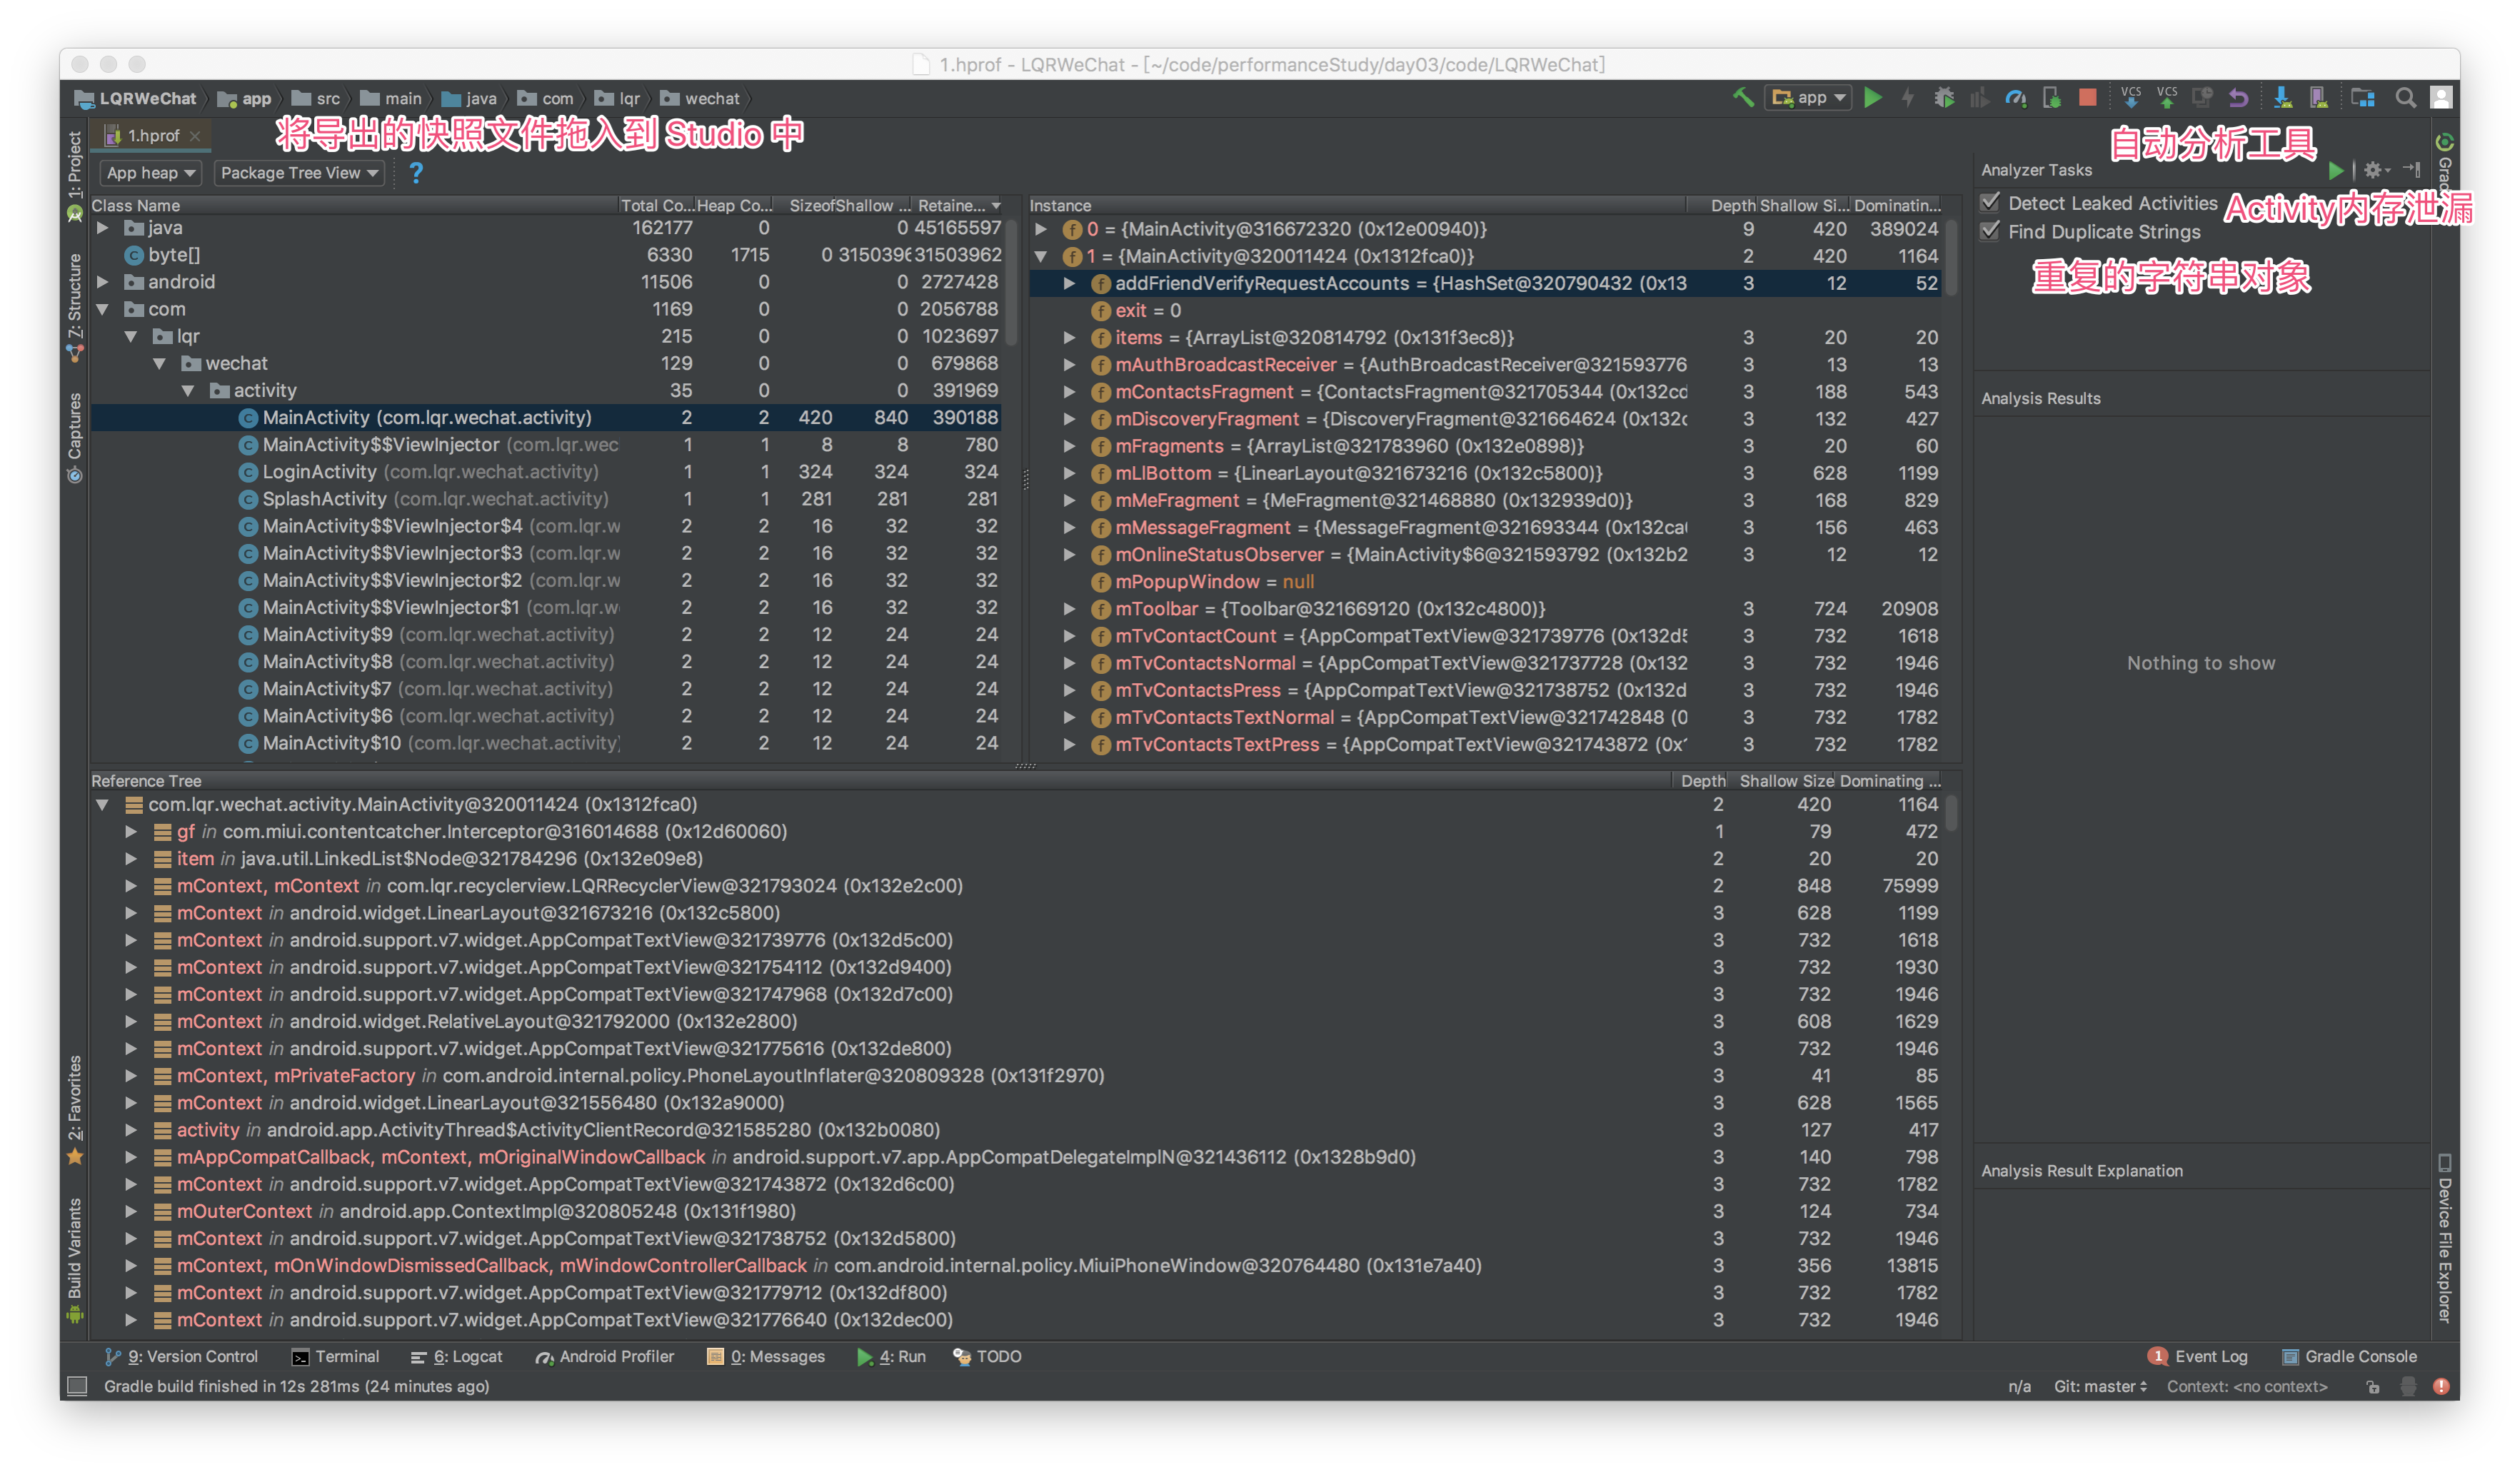 1.hprof - LQRWeChat - [~/code/performanceStudy/day03/code/LQRWeChat]
LQRWeChat app src main java com lqr wechat
app
1.hprof
将导出的快照文件拖入到 Studio 中
自动分析工具
App heap Package Tree View ?
Class Name Total Co... Heap Co... Sizeof Shallow ... Retaine...
java 162177 0 0 45165597
byte[] 6330 1715 0 3150396 31503962
android 11506 0 0 2727428
com 1169 0 0 2056788
lqr 215 0 0 1023697
wechat 129 0 0 679868
activity 35 0 0 391969
MainActivity (com.lqr.wechat.activity) 2 2 420 840 390188
MainActivity$$ViewInjector (com.lqr.wec 1 1 8 8 780
LoginActivity (com.lqr.wechat.activity) 1 1 324 324 324
SplashActivity (com.lqr.wechat.activity) 1 1 281 281 281
MainActivity$$ViewInjector$4 (com.lqr.w 2 2 16 32 32
MainActivity$$ViewInjector$3 (com.lqr.w 2 2 16 32 32
MainActivity$$ViewInjector$2 (com.lqr.w 2 2 16 32 32
MainActivity$$ViewInjector$1 (com.lqr.w 2 2 16 32 32
MainActivity$9 (com.lqr.wechat.activity) 2 2 12 24 24
MainActivity$8 (com.lqr.wechat.activity) 2 2 12 24 24
MainActivity$7 (com.lqr.wechat.activity) 2 2 12 24 24
MainActivity$6 (com.lqr.wechat.activity) 2 2 12 24 24
MainActivity$10 (com.lqr.wechat.activity) 2 2 12 24 24
Instance Depth Shallow Si... Dominatin...
0 = {MainActivity@316672320 (0x12e00940)} 9 420 389024
1 = {MainActivity@320011424 (0x1312fca0)} 2 420 1164
addFriendVerifyRequestAccounts = {HashSet@320790432 (0x13 3 12 52
exit = 0
items = {ArrayList@320814792 (0x131f3ec8)} 3 20 20
mAuthBroadcastReceiver = {AuthBroadcastReceiver@321593776 3 13 13
mContactsFragment = {ContactsFragment@321705344 (0x132cd 3 188 543
mDiscoveryFragment = {DiscoveryFragment@321664624 (0x132c 3 132 427
mFragments = {ArrayList@321783960 (0x132e0898)} 3 20 60
mLlBottom = {LinearLayout@321673216 (0x132c5800)} 3 628 1199
mMeFragment = {MeFragment@321468880 (0x132939d0)} 3 168 829
mMessageFragment = {MessageFragment@321693344 (0x132ca 3 156 463
mOnlineStatusObserver = {MainActivity$6@321593792 (0x132b2 3 12 12
mPopupWindow = null
mToolbar = {Toolbar@321669120 (0x132c4800)} 3 724 20908
mTvContactCount = {AppCompatTextView@321739776 (0x132d5 3 732 1618
mTvContactsNormal = {AppCompatTextView@321737728 (0x132 3 732 1946
mTvContactsPress = {AppCompatTextView@321738752 (0x132d 3 732 1946
mTvContactsTextNormal = {AppCompatTextView@321742848 (0 3 732 1782
mTvContactsTextPress = {AppCompatTextView@321743872 (0x 3 732 1782
Analyzer Tasks
Detect Leaked Activities
Activity内存泄漏
Find Duplicate Strings
重复的字符串对象
Analysis Results
Nothing to show
Analysis Result Explanation
Reference Tree Depth Shallow Size Dominating ...
com.lqr.wechat.activity.MainActivity@320011424 (0x1312fca0) 2 420 1164
gf in com.miui.contentcatcher.Interceptor@316014688 (0x12d60060) 1 79 472
item in java.util.LinkedList$Node@321784296 (0x132e09e8) 2 20 20
mContext, mContext in com.lqr.recyclerview.LQRRecyclerView@321793024 (0x132e2c00) 2 848 75999
mContext in android.widget.LinearLayout@321673216 (0x132c5800) 3 628 1199
mContext in android.support.v7.widget.AppCompatTextView@321739776 (0x132d5c00) 3 732 1618
mContext in android.support.v7.widget.AppCompatTextView@321754112 (0x132d9400) 3 732 1930
mContext in android.support.v7.widget.AppCompatTextView@321747968 (0x132d7c00) 3 732 1946
mContext in android.widget.RelativeLayout@321792000 (0x132e2800) 3 608 1629
mContext in android.support.v7.widget.AppCompatTextView@321775616 (0x132de800) 3 732 1946
mContext, mPrivateFactory in com.android.internal.policy.PhoneLayoutInflater@320809328 (0x131f2970) 3 41 85
mContext in android.widget.LinearLayout@321556480 (0x132a9000) 3 628 1565
activity in android.app.ActivityThread$ActivityClientRecord@321585280 (0x132b0080) 3 127 417
mAppCompatCallback, mContext, mOriginalWindowCallback in android.support.v7.app.AppCompatDelegateImplN@321436112 (0x1328b9d0) 3 140 798
mContext in android.support.v7.widget.AppCompatTextView@321743872 (0x132d6c00) 3 732 1782
mOuterContext in android.app.ContextImpl@320805248 (0x131f1980) 3 124 734
mContext in android.support.v7.widget.AppCompatTextView@321738752 (0x132d5800) 3 732 1946
mContext, mOnWindowDismissedCallback, mWindowControllerCallback in com.android.internal.policy.MiuiPhoneWindow@320764480 (0x131e7a40) 3 356 13815
mContext in android.support.v7.widget.AppCompatTextView@321779712 (0x132df800) 3 732 1782
mContext in android.support.v7.widget.AppCompatTextView@321776640 (0x132dec00) 3 732 1946
1: Project
7: Structure
Captures
2: Favorites
Build Variants
Device File Explorer
9: Version Control Terminal 6: Logcat Android Profiler 0: Messages 4: Run TODO 1 Event Log Gradle Console
Gradle build finished in 12s 281ms (24 minutes ago) n/a Git: master Context: <no context>